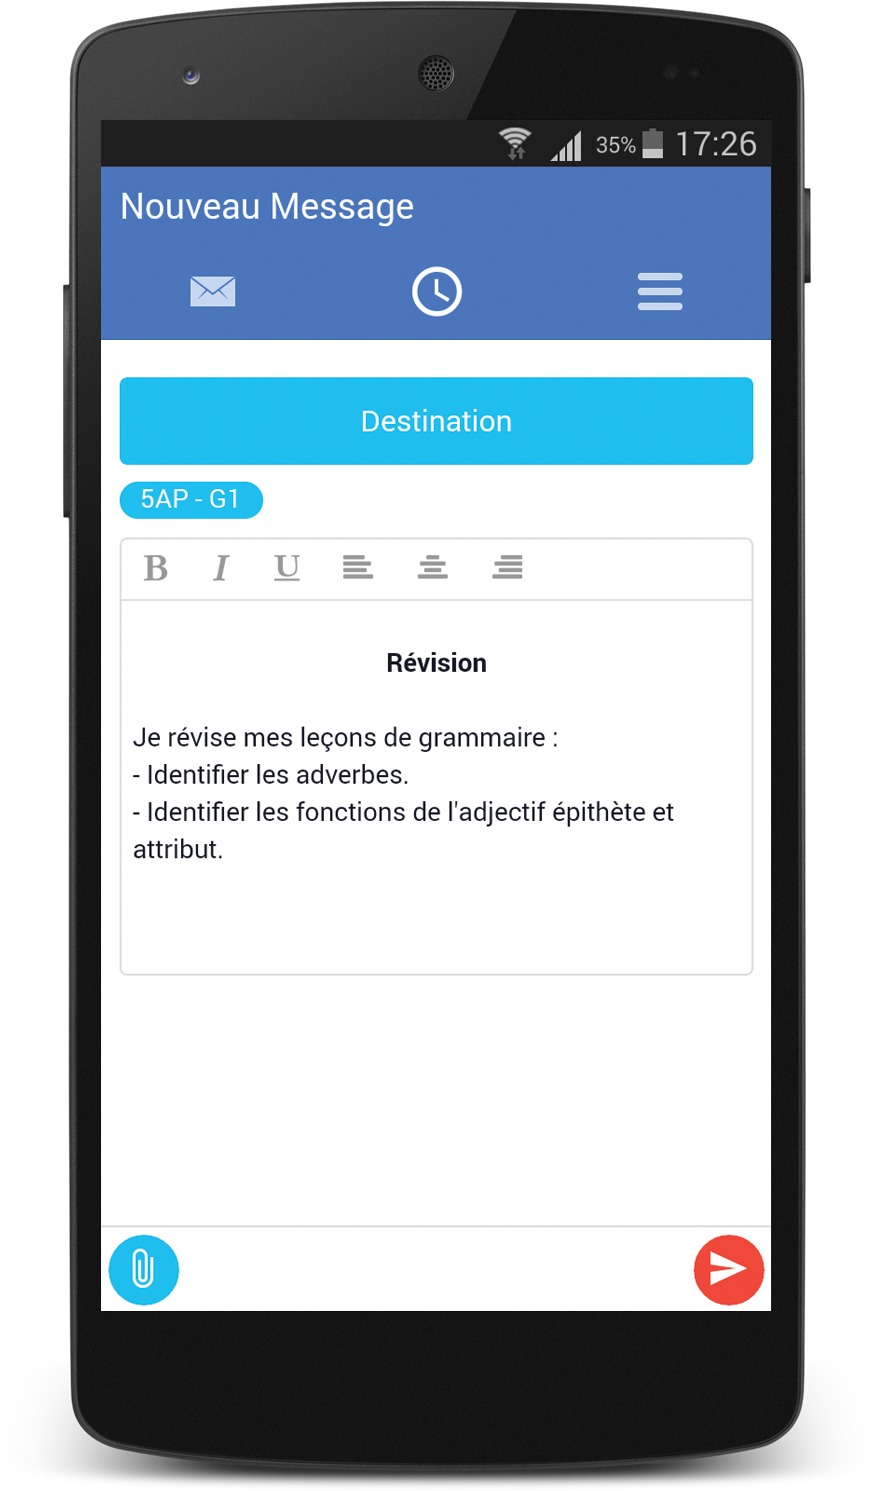 35% 17:26
Nouveau Message
Destination
5AP - G1
B I U
Révision
Je révise mes leçons de grammaire :
- Identifier les adverbes.
- Identifier les fonctions de l'adjectif épithète et
attribut.